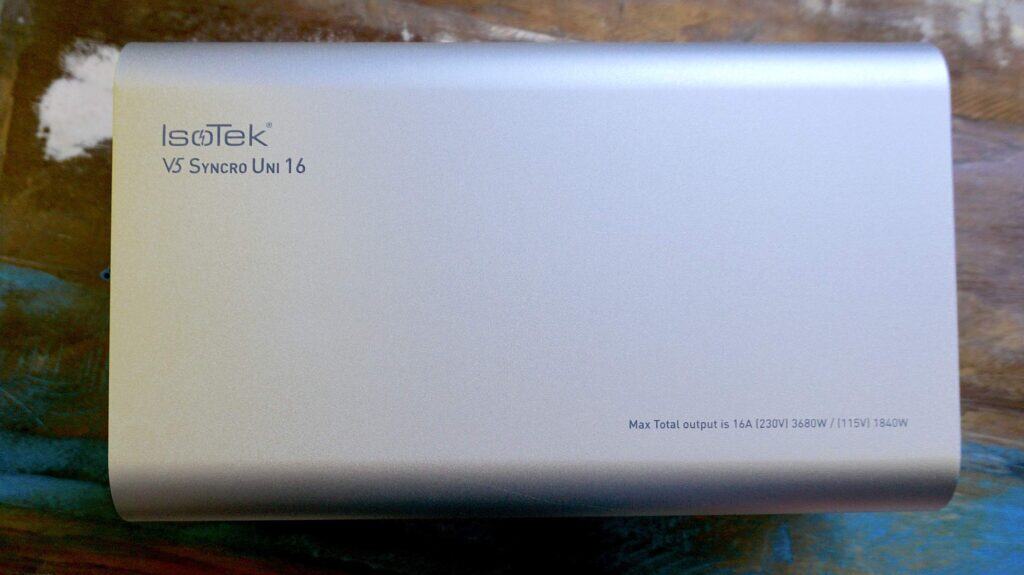 IsoTek®
V5 Syncro Uni 16
Max Total output is 16A (230V) 3680W / (115V) 1840W